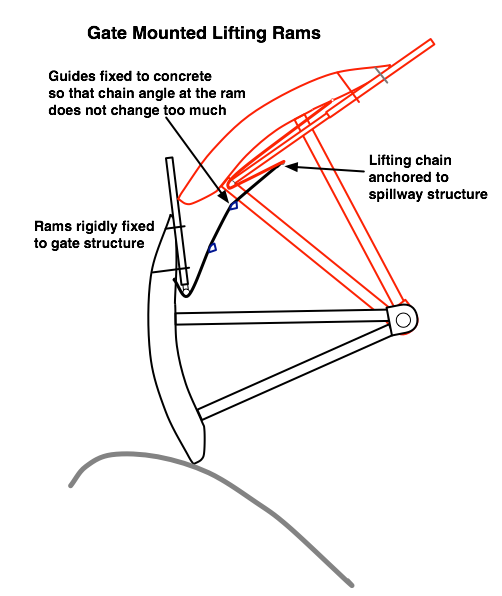 Gate Mounted Lifting Rams
Guides fixed to concrete
so that chain angle at the ram
does not change too much
Lifting chain
anchored to
spillway structure
Rams rigidly fixed
to gate structure